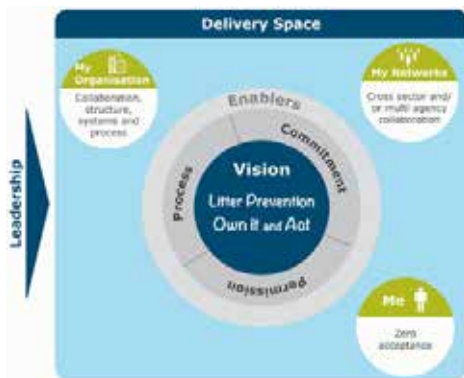 Delivery Space
My
Organisation
Collaboration,
structure,
systems and
process
My Networks
Cross sector and/
or multi agency
collaboration
Enablers
Commitment
Process
Permission
Vision
Litter Prevention
Own it and Act
Leadership
Me
Zero
acceptance